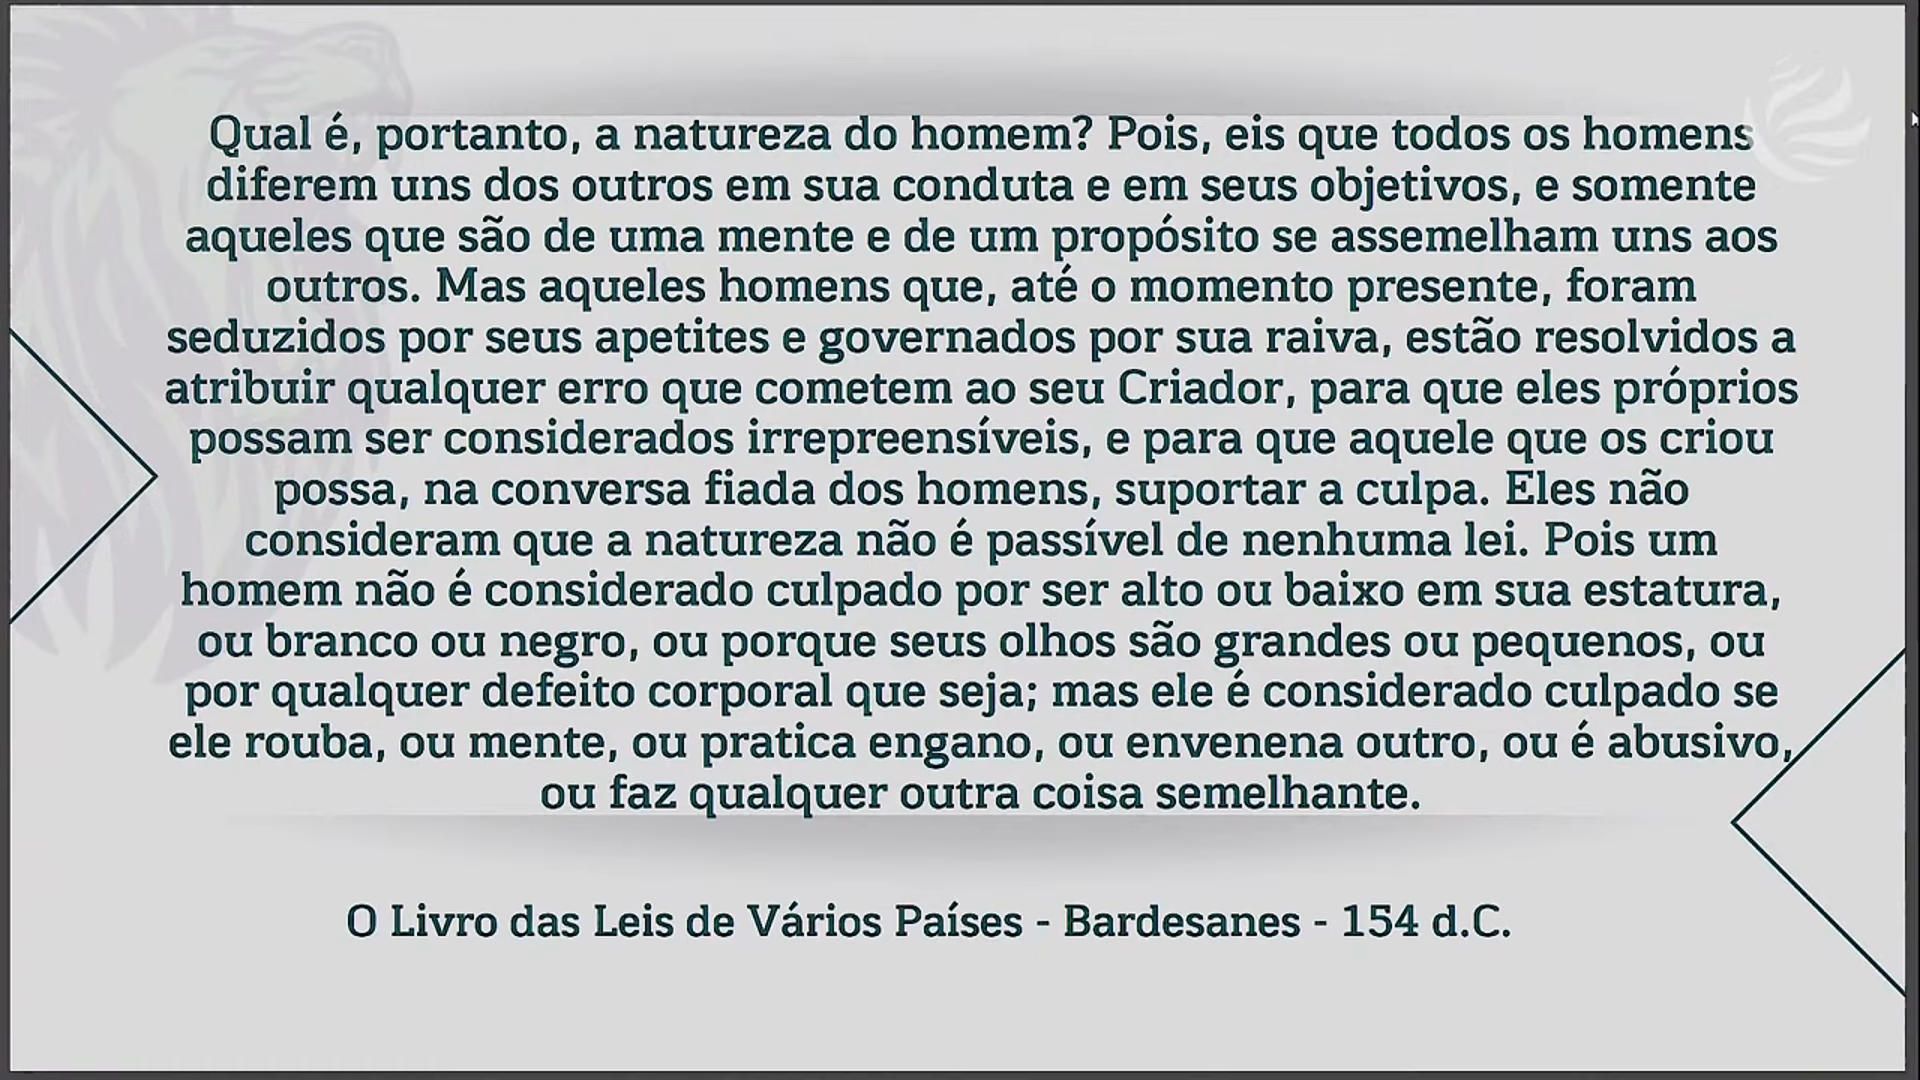 Qual é, portanto, a natureza do homem? Pois, eis que todos os homens
diferem uns dos outros em sua conduta e em seus objetivos, e somente
aqueles que são de uma mente e de um propósito se assemelham uns aos
outros. Mas aqueles homens que, até o momento presente, foram
seduzidos por seus apetites e governados por sua raiva, estão resolvidos a
atribuir qualquer erro que cometem ao seu Criador, para que eles próprios
possam ser considerados irrepreensíveis, e para que aquele que os criou
possa, na conversa fiada dos homens, suportar a culpa. Eles não
consideram que a natureza não é passível de nenhuma lei. Pois um
homem não é considerado culpado por ser alto ou baixo em sua estatura,
ou branco ou negro, ou porque seus olhos são grandes ou pequenos, ou
por qualquer defeito corporal que seja; mas ele é considerado culpado se
ele rouba, ou mente, ou pratica engano, ou envenena outro, ou é abusivo,
ou faz qualquer outra coisa semelhante.
O Livro das Leis de Vários Países - Bardesanes - 154 d.C.